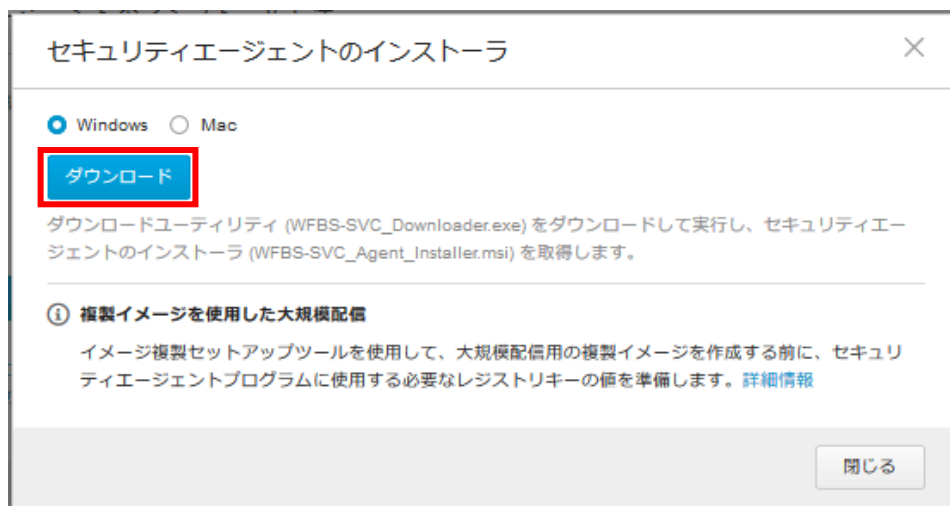 セキュリティエージェントのインストーラ
Windows Mac
ダウンロード
ダウンロードユーティリティ (WFBS-SVC_Downloader.exe) をダウンロードして実行し、セキュリティエー
ジェントのインストーラ (WFBS-SVC_Agent_Installer.msi) を取得します。
複製イメージを使用した大規模配信
イメージ複製セットアップツールを使用して、大規模配信用の複製イメージを作成する前に、セキュリ
ティエージェントプログラムに使用する必要なレジストリキーの値を準備します。詳細情報
閉じる